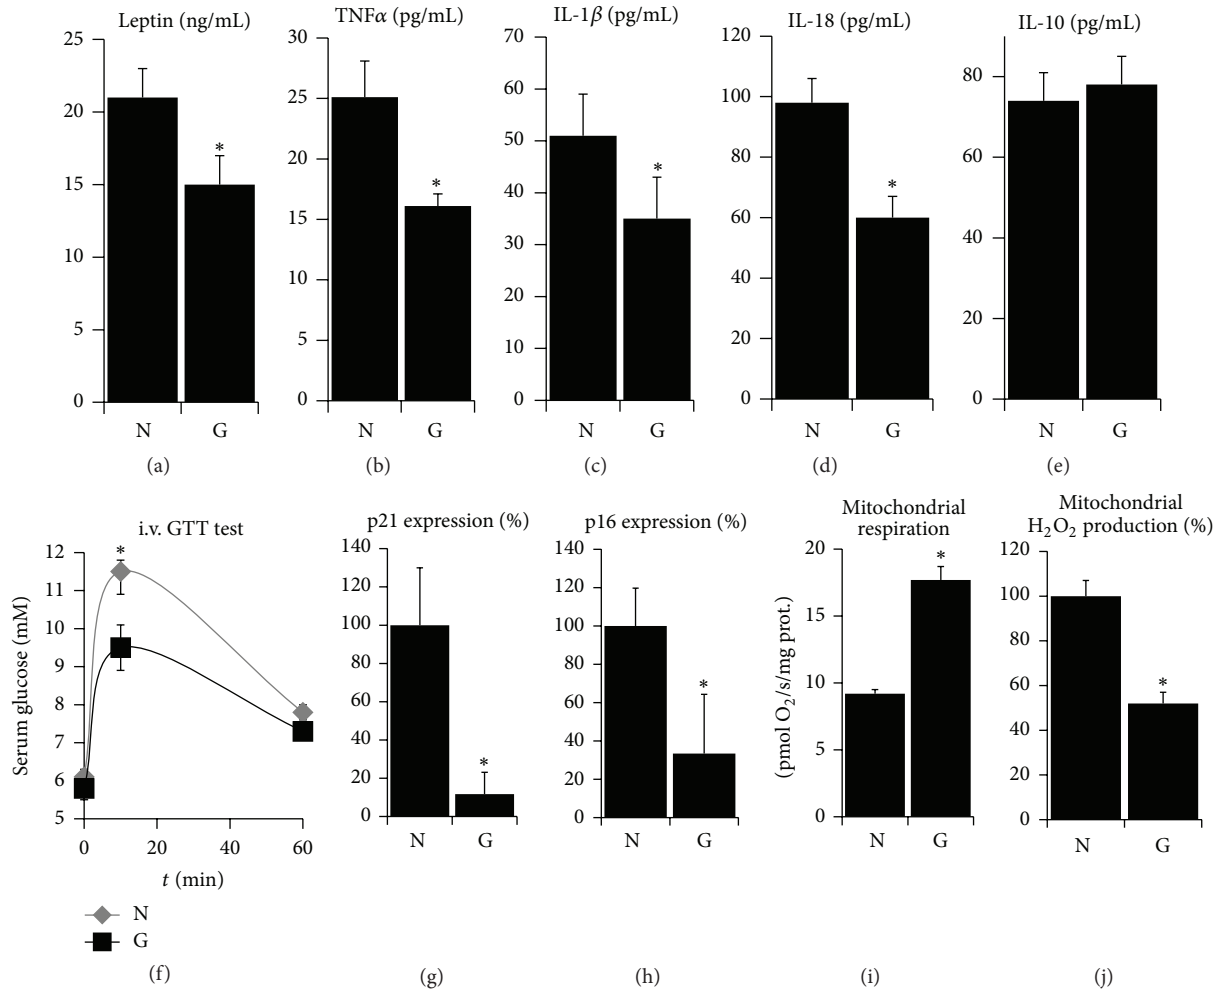 Leptin (ng/mL)
25
20
15
10
5
0
*
N G
(a)
TNFα (pg/mL)
30
25
20
15
10
5
0
*
N G
(b)
IL-1β (pg/mL)
70
60
50
40
30
20
10
0
*
N G
(c)
IL-18 (pg/mL)
120
100
80
60
40
20
0
*
N G
(d)
IL-10 (pg/mL)
80
60
40
20
0
N G
(e)
i.v. GTT test
Serum glucose (mM)
12
11
10
9
8
7
6
5
*
0 20 40 60
t (min)
N
G
(f)
p21 expression (%)
140
120
100
80
60
40
20
0
*
N G
(g)
p16 expression (%)
140
120
100
80
60
40
20
0
*
N G
(h)
Mitochondrial
respiration
(pmol O₂/s/mg prot.)
20
15
10
5
0
*
N G
(i)
Mitochondrial
H₂O₂ production (%)
120
100
80
60
40
20
0
*
N G
(j)